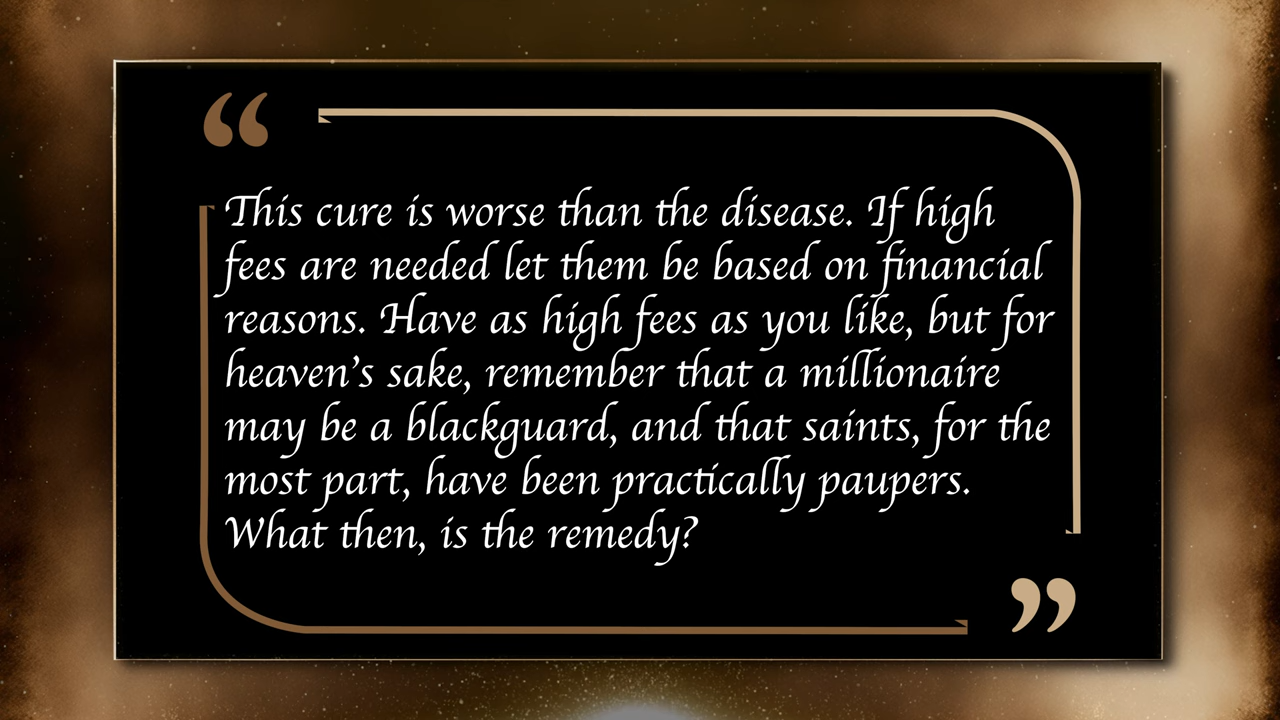 “
This cure is worse than the disease. If high
fees are needed let them be based on financial
reasons. Have as high fees as you like, but for
heaven's sake, remember that a millionaire
may be a blackguard, and that saints, for the
most part, have been practically paupers.
What then, is the remedy?
”